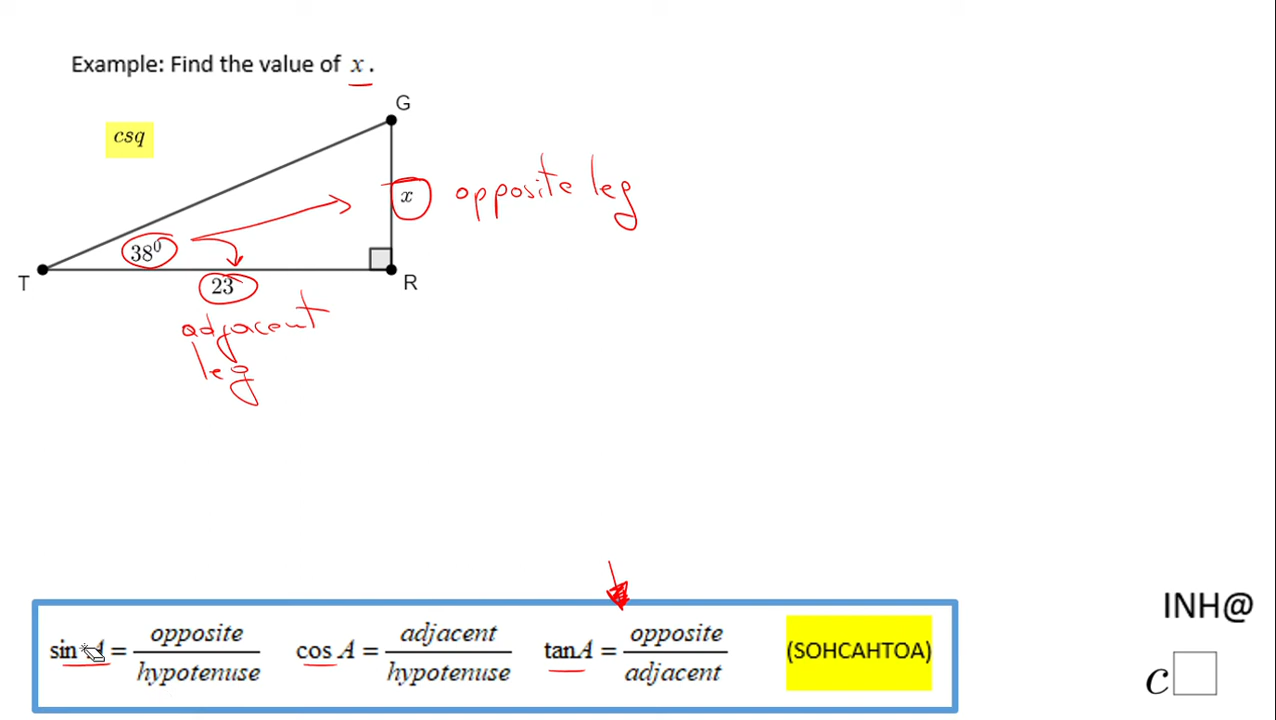 Example: Find the value of x.
G
csq
x
opposite leg
38⁰
T
23
R
adjacent
leg
INH@
sin A = opposite/hypotenuse cos A = adjacent/hypotenuse tan A = opposite/adjacent (SOHCAHTOA)
c